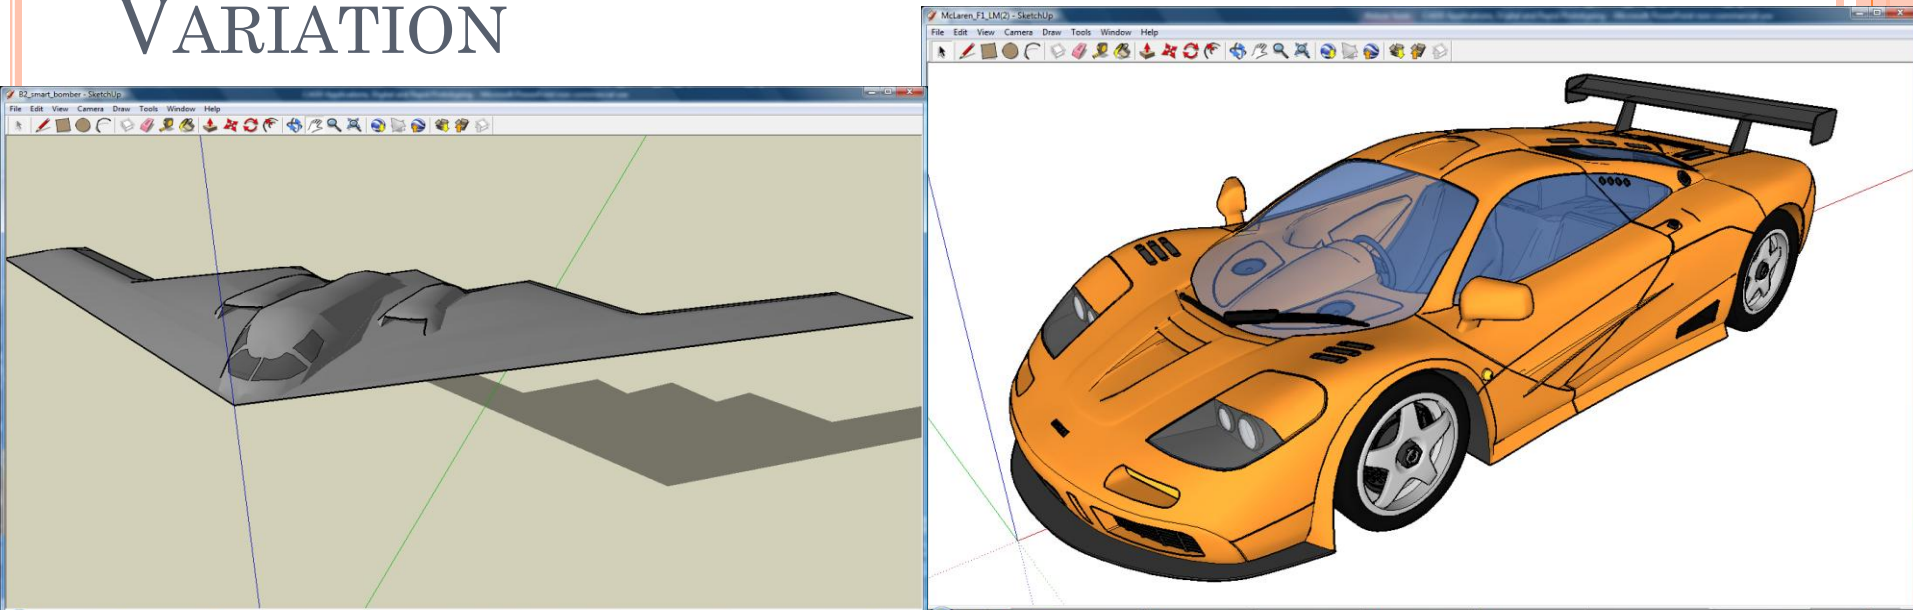 VARIATION
McLaren_F1_LM(2) - SketchUp
File Edit View Camera Draw Tools Window Help
B2_smart_bomber - SketchUp
File Edit View Camera Draw Tools Window Help